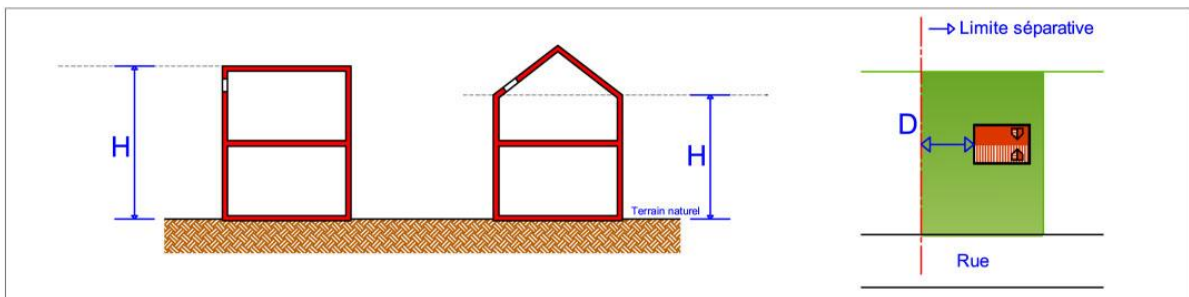 H
H
Terrain naturel
Limite séparative
D
Rue